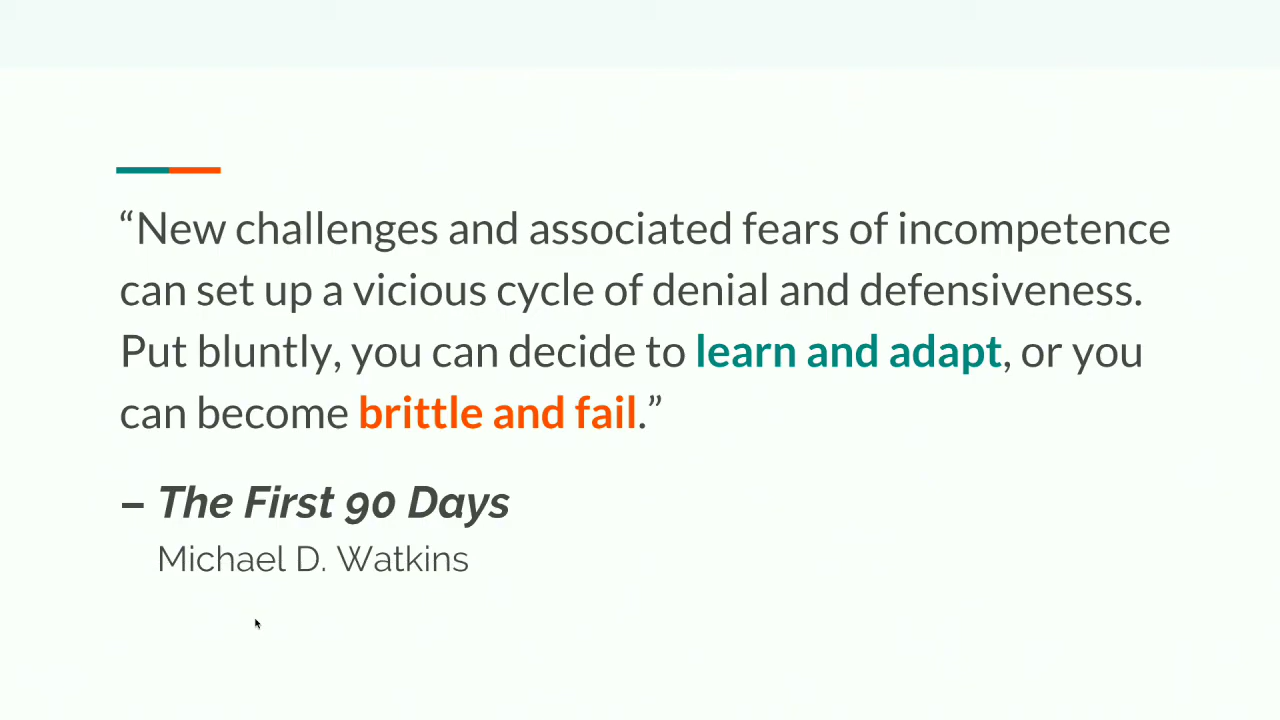 “New challenges and associated fears of incompetence
can set up a vicious cycle of denial and defensiveness.
Put bluntly, you can decide to learn and adapt, or you
can become brittle and fail.”
– The First 90 Days
Michael D. Watkins